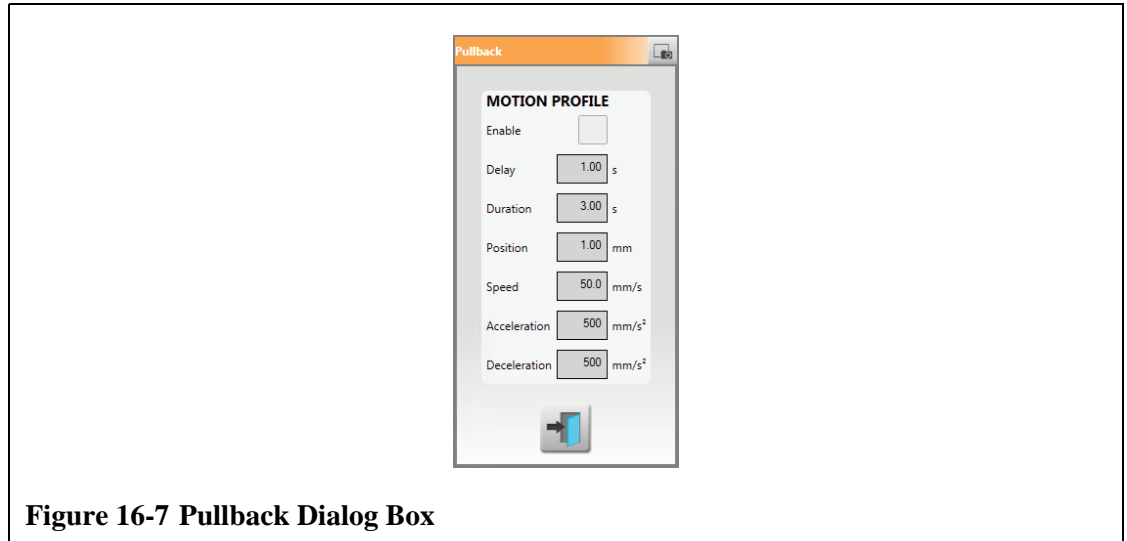 Pullback
MOTION PROFILE
Enable
Delay 1.00 s
Duration 3.00 s
Position 1.00 mm
Speed 50.0 mm/s
Acceleration 500 mm/s²
Deceleration 500 mm/s²
Figure 16-7 Pullback Dialog Box